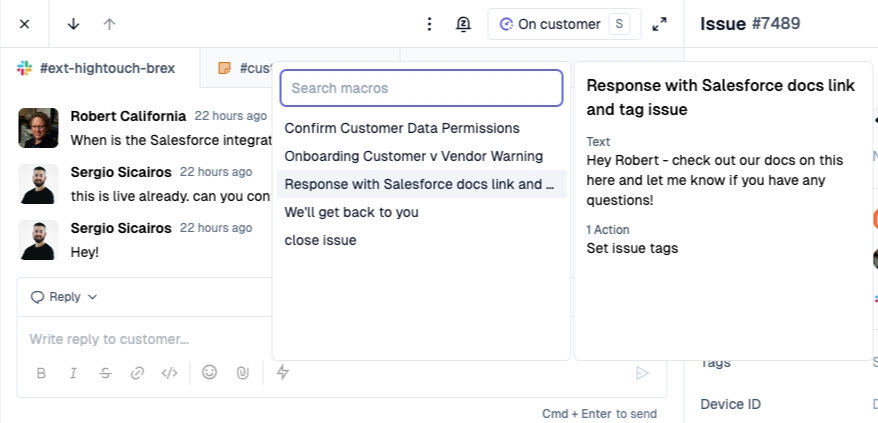 On customer
S
Issue #7489
#ext-hightouch-brex
Robert California 22 hours ago
When is the Salesforce
Sergio Sicairos 22 hours ago
this is live already. can you
Sergio Sicairos 22 hours ago
Hey!
Reply
Write reply to customer...
B I S
Cmd + Enter to send
Search macros
Confirm Customer Data Permissions
Onboarding Customer v Vendor Warning
Response with Salesforce docs link and ...
We'll get back to you
close issue
Response with Salesforce docs link
and tag issue
Text
Hey Robert - check out our docs on this
here and let me know if you have any
questions!
1 Action
Set issue tags
Tags
Device ID